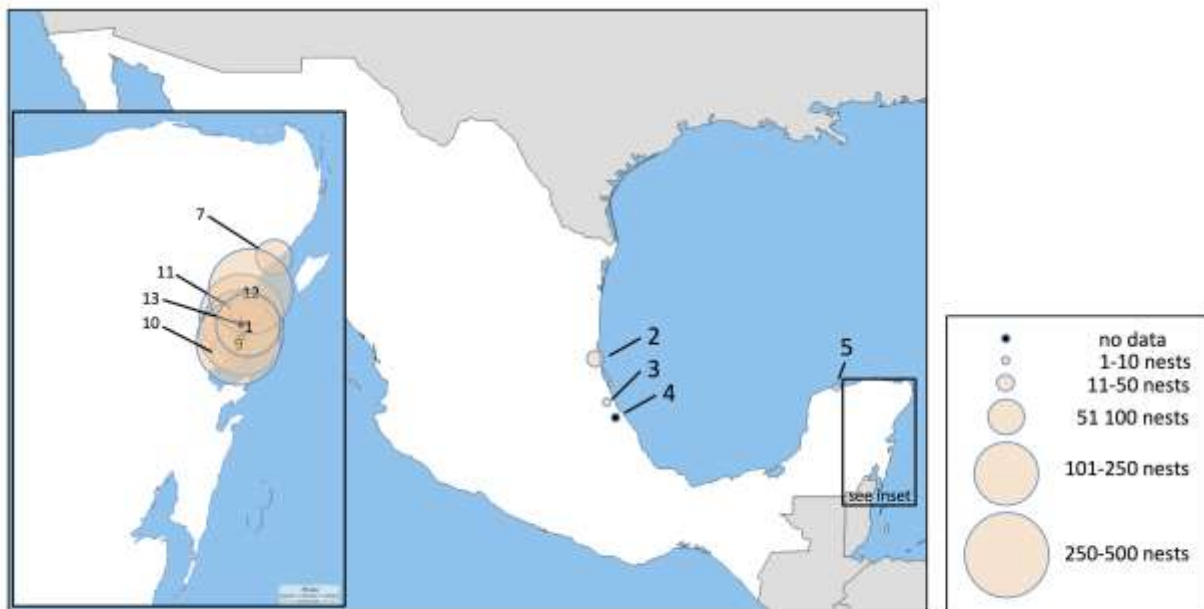 7
11
12
13
1
10
9
2
3
4
5
see inset
no data
1-10 nests
11-50 nests
51 100 nests
101-250 nests
250-500 nests